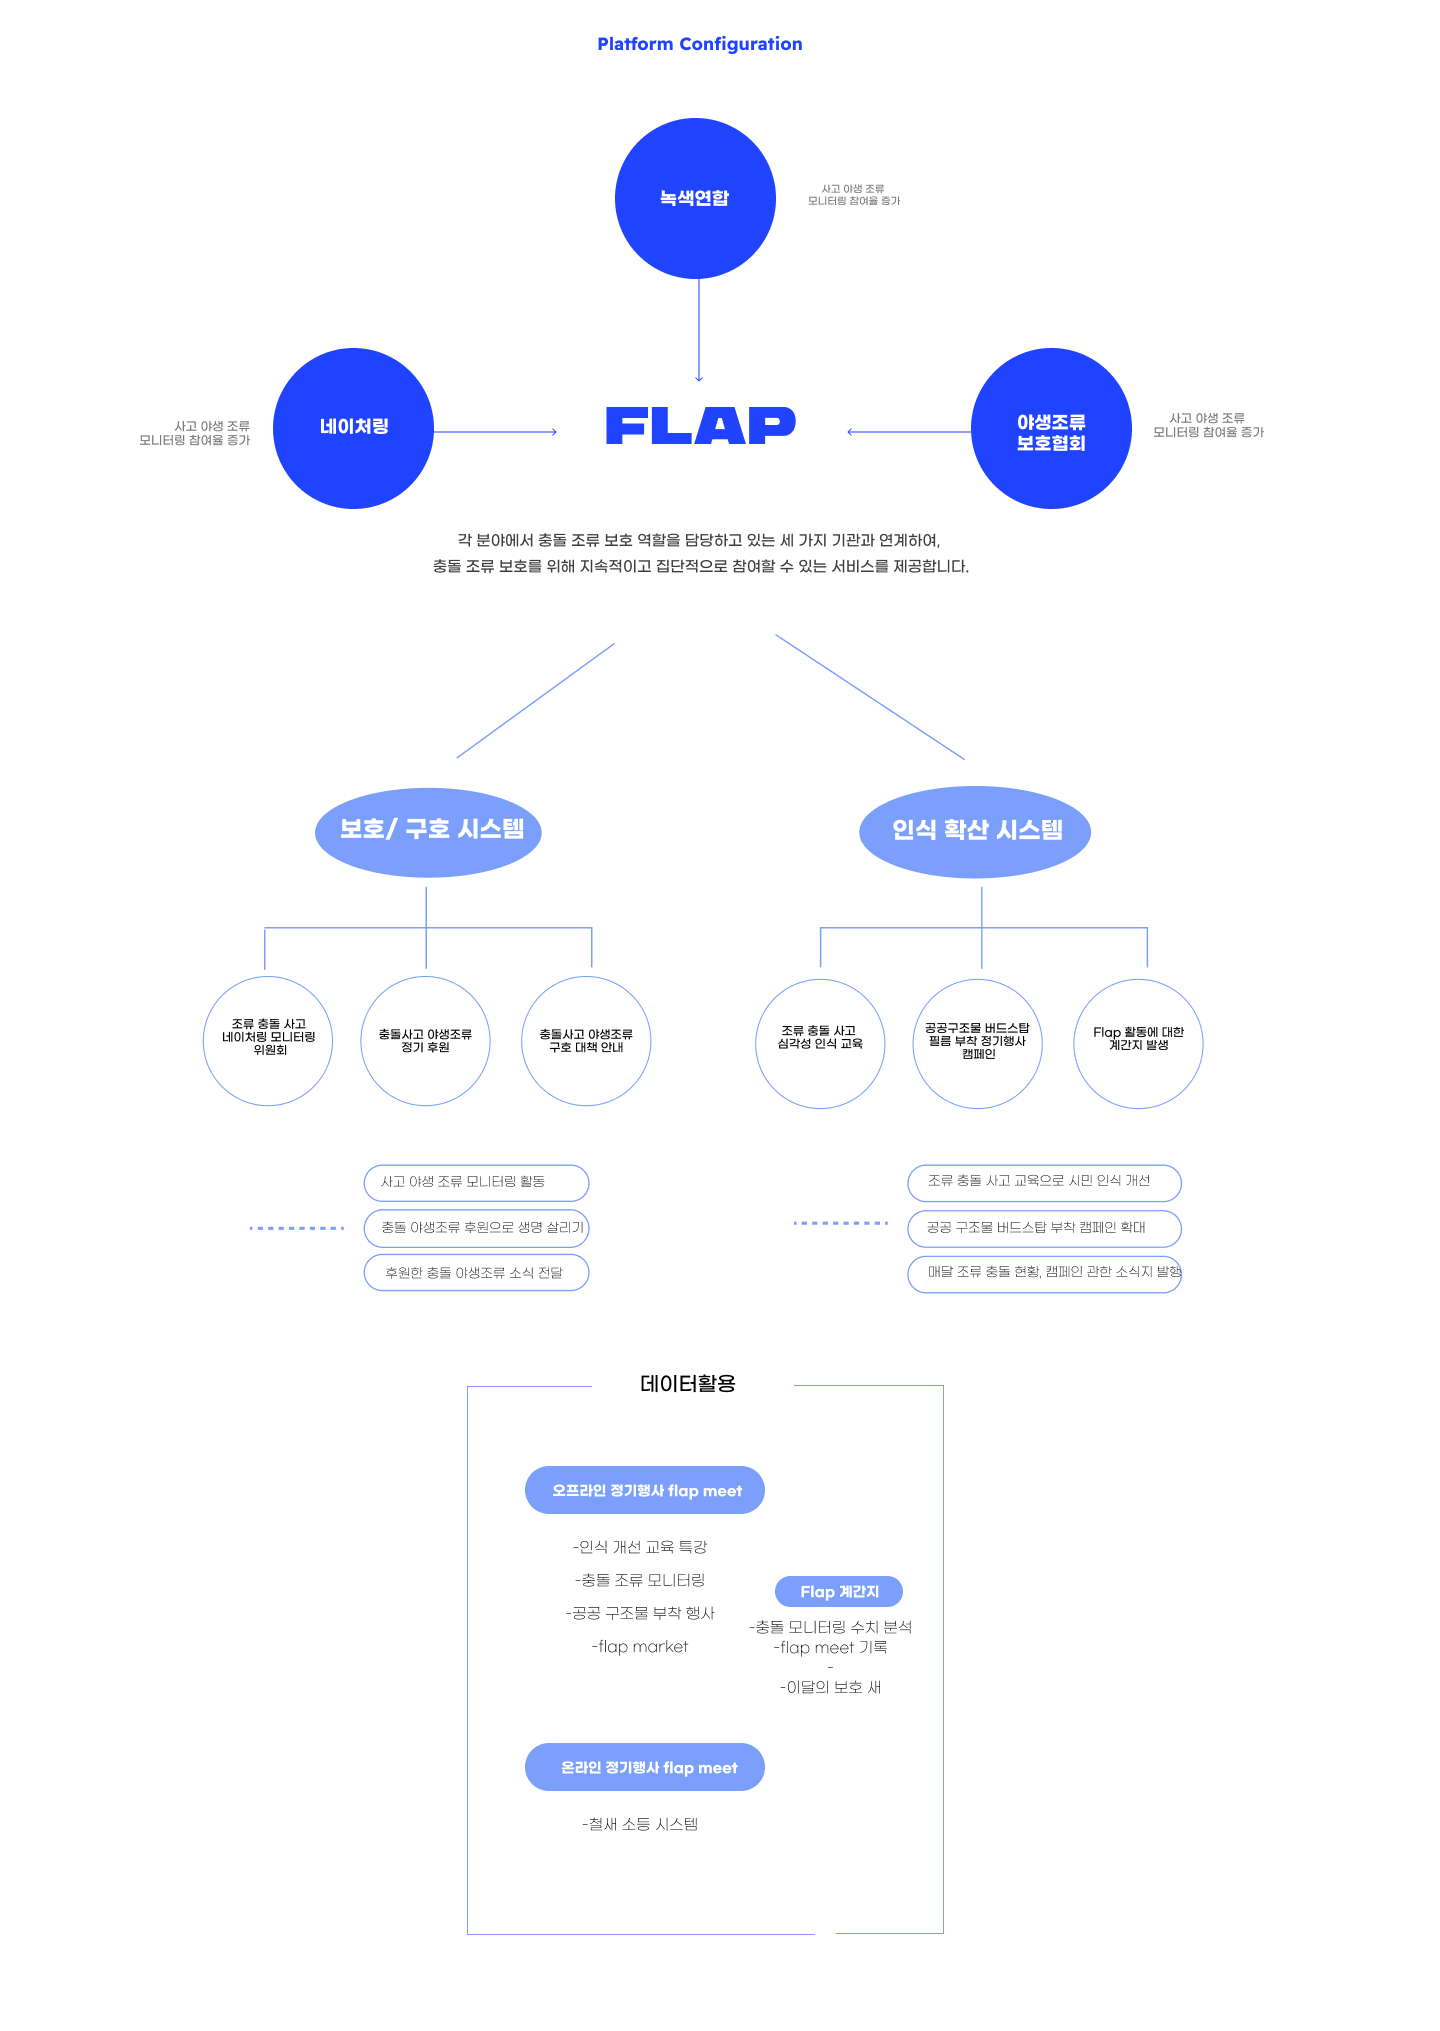 Platform Configuration
녹색연합
사고 야생 조류
모니터링 참여율 증가
네이처링
사고 야생 조류
모니터링 참여율 증가
FLAP
야생조류
보호협회
사고 야생 조류
모니터링 참여율 증가
각 분야에서 충돌 조류 보호 역할을 담당하고 있는 세 가지 기관과 연계하여,
충돌 조류 보호를 위해 지속적이고 집단적으로 참여할 수 있는 서비스를 제공합니다.
보호/ 구호 시스템
인식 확산 시스템
조류 충돌 사고
네이처링 모니터링
위원회
충돌사고 야생조류
정기 후원
충돌사고 야생조류
구호 대책 안내
조류 충돌 사고
심각성 인식 교육
공공구조물 버드스탑
필름 부착 정기행사
캠페인
Flap 활동에 대한
계간지 발생
사고 야생 조류 모니터링 활동
충돌 야생조류 후원으로 생명 살리기
후원한 충돌 야생조류 소식 전달
조류 충돌 사고 교육으로 시민 인식 개선
공공 구조물 버드스탑 부착 캠페인 확대
매달 조류 충돌 현황, 캠페인 관한 소식지 발행
데이터활용
오프라인 정기행사 flap meet
-인식 개선 교육 특강
-충돌 조류 모니터링
-공공 구조물 부착 행사
-flap market
Flap 계간지
-충돌 모니터링 수치 분석
-flap meet 기록
-
-이달의 보호 새
온라인 정기행사 flap meet
-철새 소등 시스템